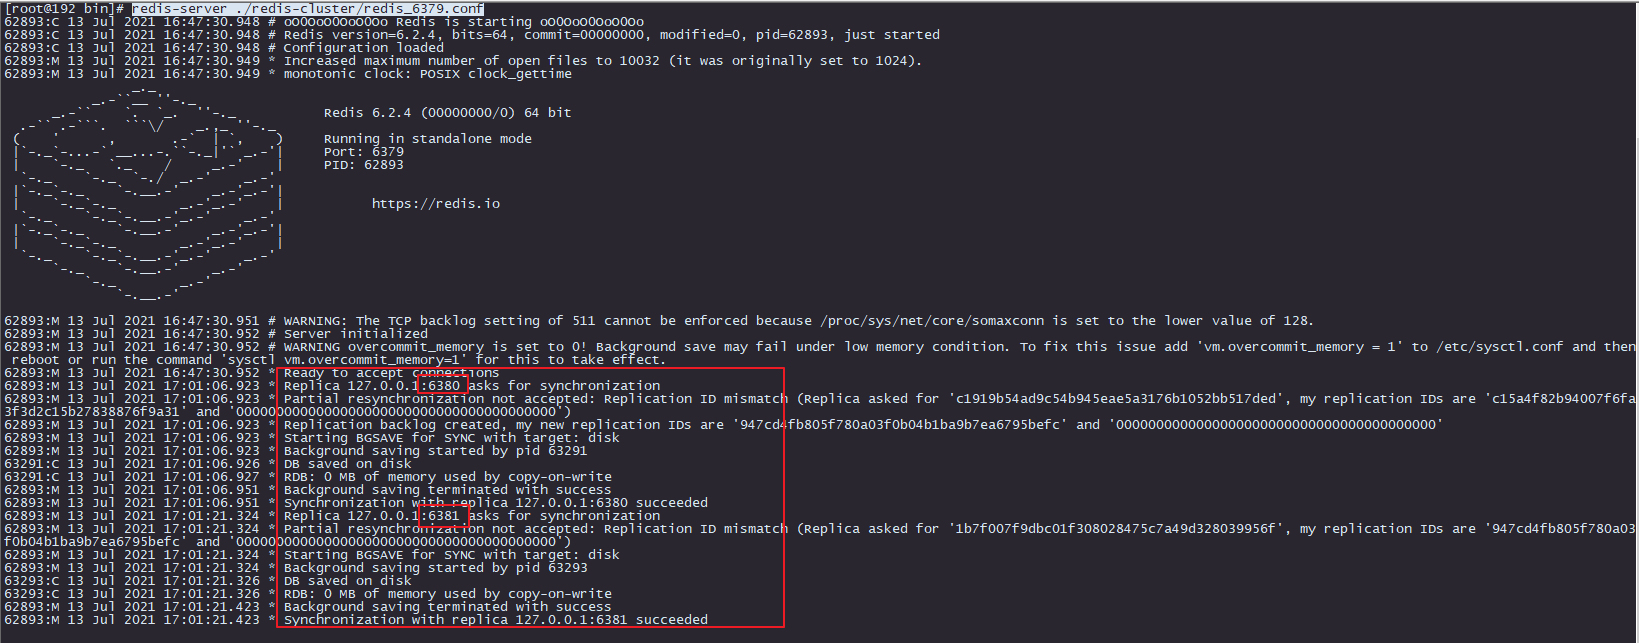 [root@192 bin]# redis-server ./redis-cluster/redis_6379.conf
62893:C 13 Jul 2021 16:47:30.948 # oO0OoO0OoO0Oo Redis is starting oO0OoO0OoO0Oo
62893:C 13 Jul 2021 16:47:30.948 # Redis version=6.2.4, bits=64, commit=00000000, modified=0, pid=62893, just started
62893:C 13 Jul 2021 16:47:30.948 # Configuration loaded
62893:M 13 Jul 2021 16:47:30.949 * Increased maximum number of open files to 10032 (it was originally set to 1024).
62893:M 13 Jul 2021 16:47:30.949 * monotonic clock: POSIX clock_gettime
Redis 6.2.4 (00000000/0) 64 bit
Running in standalone mode
Port: 6379
PID: 62893
https://redis.io
62893:M 13 Jul 2021 16:47:30.951 # WARNING: The TCP backlog setting of 511 cannot be enforced because /proc/sys/net/core/somaxconn is set to the lower value of 128.
62893:M 13 Jul 2021 16:47:30.952 # Server initialized
62893:M 13 Jul 2021 16:47:30.952 # WARNING overcommit_memory is set to 0! Background save may fail under low memory condition. To fix this issue add 'vm.overcommit_memory = 1' to /etc/sysctl.conf and then
reboot or run the command 'sysctl vm.overcommit_memory=1' for this to take effect.
62893:M 13 Jul 2021 16:47:30.952 * Ready to accept connections
62893:M 13 Jul 2021 17:01:06.923 * Replica 127.0.0.1:6380 asks for synchronization
62893:M 13 Jul 2021 17:01:06.923 * Partial resynchronization not accepted: Replication ID mismatch (Replica asked for 'c1919b54ad9c54b945eae5a3176b1052bb517ded', my replication IDs are 'c15a4f82b94007f6fa
3f3d2c15b27838876f9a31' and '0000000000000000000000000000000000000000')
62893:M 13 Jul 2021 17:01:06.923 * Replication backlog created, my new replication IDs are '947cd4fb805f780a03f0b04b1ba9b7ea6795befc' and '0000000000000000000000000000000000000000'
62893:M 13 Jul 2021 17:01:06.923 * Starting BGSAVE for SYNC with target: disk
62893:M 13 Jul 2021 17:01:06.923 * Background saving started by pid 63291
63291:C 13 Jul 2021 17:01:06.926 * DB saved on disk
63291:C 13 Jul 2021 17:01:06.927 * RDB: 0 MB of memory used by copy-on-write
62893:M 13 Jul 2021 17:01:06.951 * Background saving terminated with success
62893:M 13 Jul 2021 17:01:06.951 * Synchronization with replica 127.0.0.1:6380 succeeded
62893:M 13 Jul 2021 17:01:21.324 * Replica 127.0.0.1:6381 asks for synchronization
62893:M 13 Jul 2021 17:01:21.324 * Partial resynchronization not accepted: Replication ID mismatch (Replica asked for '1b7f007f9dbc01f308028475c7a49d328039956f', my replication IDs are '947cd4fb805f780a03
f0b04b1ba9b7ea6795befc' and '0000000000000000000000000000000000000000')
62893:M 13 Jul 2021 17:01:21.324 * Starting BGSAVE for SYNC with target: disk
62893:M 13 Jul 2021 17:01:21.324 * Background saving started by pid 63293
63293:C 13 Jul 2021 17:01:21.326 * DB saved on disk
63293:C 13 Jul 2021 17:01:21.326 * RDB: 0 MB of memory used by copy-on-write
62893:M 13 Jul 2021 17:01:21.423 * Background saving terminated with success
62893:M 13 Jul 2021 17:01:21.423 * Synchronization with replica 127.0.0.1:6381 succeeded